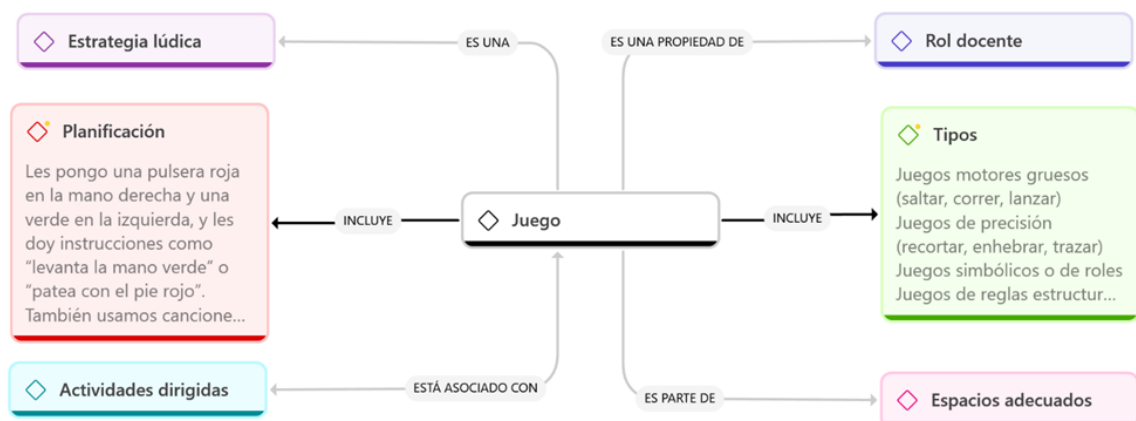 Estrategia lúdica
ES UNA
ES UNA PROPIEDAD DE
Rol docente
Planificación
Les pongo una pulsera roja
en la mano derecha y una
verde en la izquierda, y les
doy instrucciones como
“levanta la mano verde” o
“patea con el pie rojo”.
También usamos cancione...
INCLUYE
Juego
INCLUYE
Tipos
Juegos motores gruesos
(saltar, correr, lanzar)
Juegos de precisión
(recortar, enhebrar, trazar)
Juegos simbólicos o de roles
Juegos de reglas estructur...
Actividades dirigidas
ESTÁ ASOCIADO CON
ES PARTE DE
Espacios adecuados